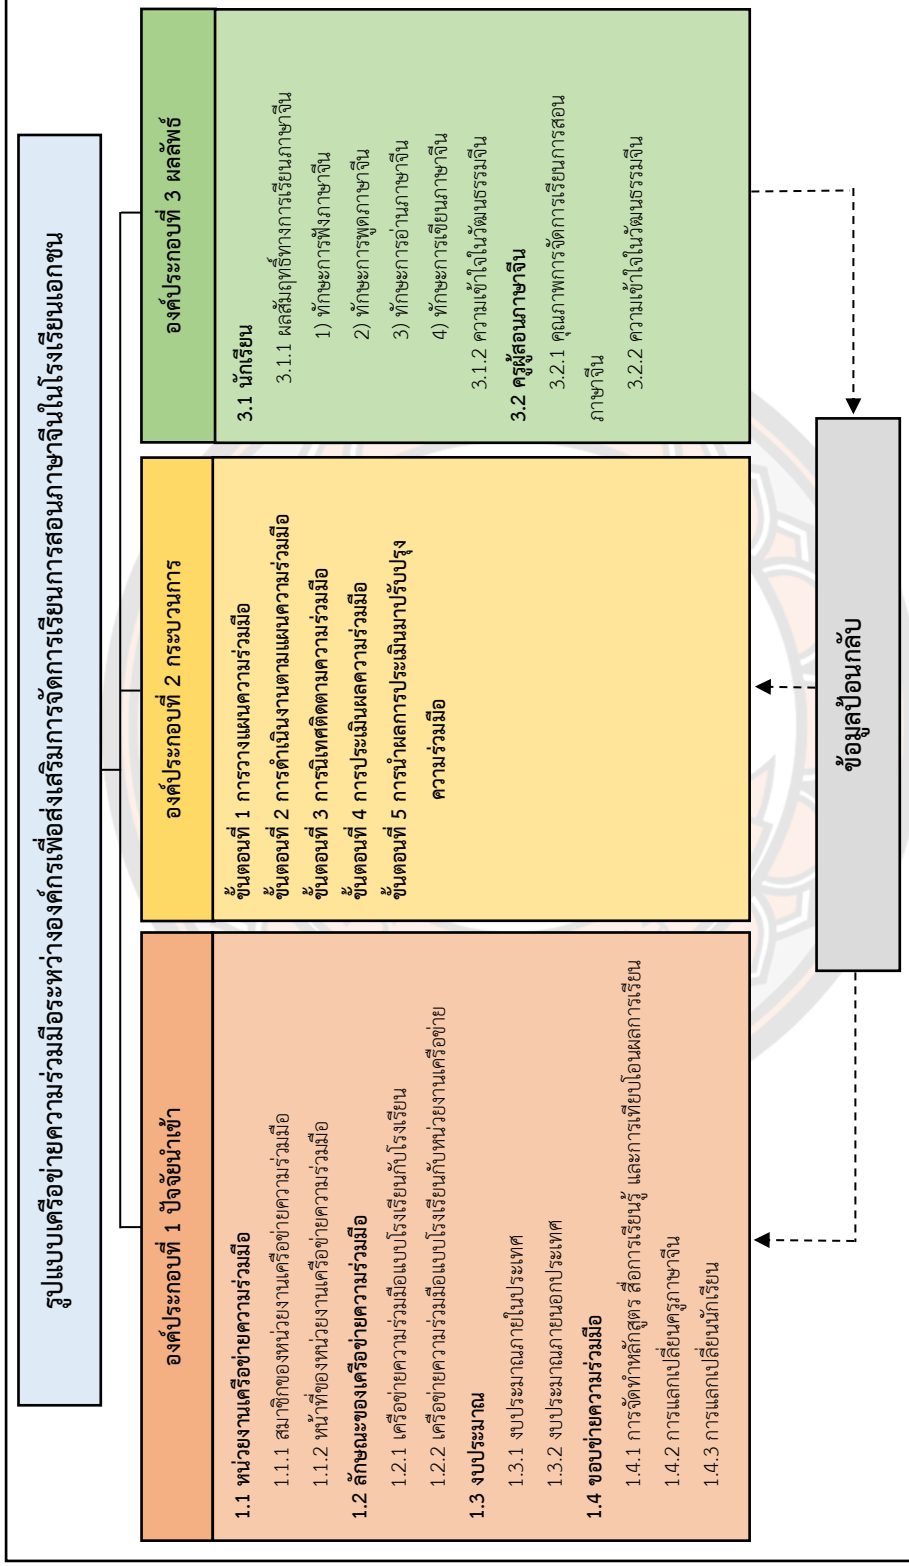 รูปแบบเครือข่ายความร่วมมือระหว่างองค์กรเพื่อส่งเสริมการจัดการเรียนการสอนภาษาจีนในโรงเรียนเอกชน
องค์ประกอบที่ 1 ปัจจัยนำเข้า
1.1 หน่วยงานเครือข่ายความร่วมมือ
1.1.1 สมาชิกของหน่วยงานเครือข่ายความร่วมมือ
1.1.2 หน้าที่ของหน่วยงานเครือข่ายความร่วมมือ
1.2 ลักษณะของเครือข่ายความร่วมมือ
1.2.1 เครือข่ายความร่วมมือแบบโรงเรียนกับโรงเรียน
1.2.2 เครือข่ายความร่วมมือแบบโรงเรียนกับหน่วยงานเครือข่าย
1.3 งบประมาณ
1.3.1 งบประมาณภายในประเทศ
1.3.2 งบประมาณภายนอกประเทศ
1.4 ขอบข่ายความร่วมมือ
1.4.1 การจัดทำหลักสูตร สื่อการเรียนรู้ และการเทียบโอนผลการเรียน
1.4.2 การแลกเปลี่ยนครูภาษาจีน
1.4.3 การแลกเปลี่ยนนักเรียน
องค์ประกอบที่ 2 กระบวนการ
ขั้นตอนที่ 1 การวางแผนความร่วมมือ
ขั้นตอนที่ 2 การดำเนินงานตามแผนความร่วมมือ
ขั้นตอนที่ 3 การนิเทศติดตามความร่วมมือ
ขั้นตอนที่ 4 การประเมินผลความร่วมมือ
ขั้นตอนที่ 5 การนำผลการประเมินมาปรับปรุง
ความร่วมมือ
องค์ประกอบที่ 3 ผลลัพธ์
3.1 นักเรียน
3.1.1 ผลสัมฤทธิ์ทางการเรียนภาษาจีน
1) ทักษะการฟังภาษาจีน
2) ทักษะการพูดภาษาจีน
3) ทักษะการอ่านภาษาจีน
4) ทักษะการเขียนภาษาจีน
3.1.2 ความเข้าใจในวัฒนธรรมจีน
3.2 ครูผู้สอนภาษาจีน
3.2.1 คุณภาพการจัดการเรียนการสอน
ภาษาจีน
3.2.2 ความเข้าใจในวัฒนธรรมจีน
ข้อมูลป้อนกลับ